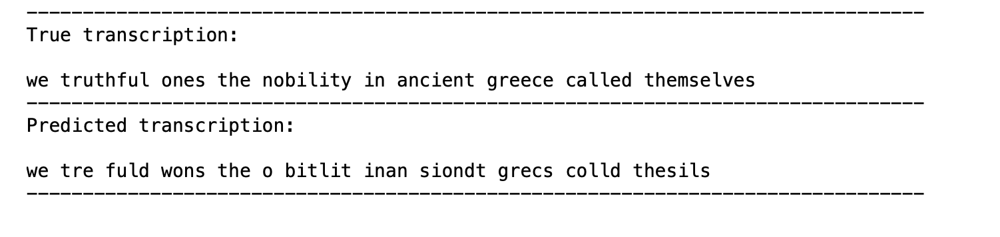 --------------------------------------------------------------------------------
True transcription:
we truthful ones the nobility in ancient greece called themselves
--------------------------------------------------------------------------------
Predicted transcription:
we tre fuld wons the o bitlit inan siondt grecs colld thesils
--------------------------------------------------------------------------------